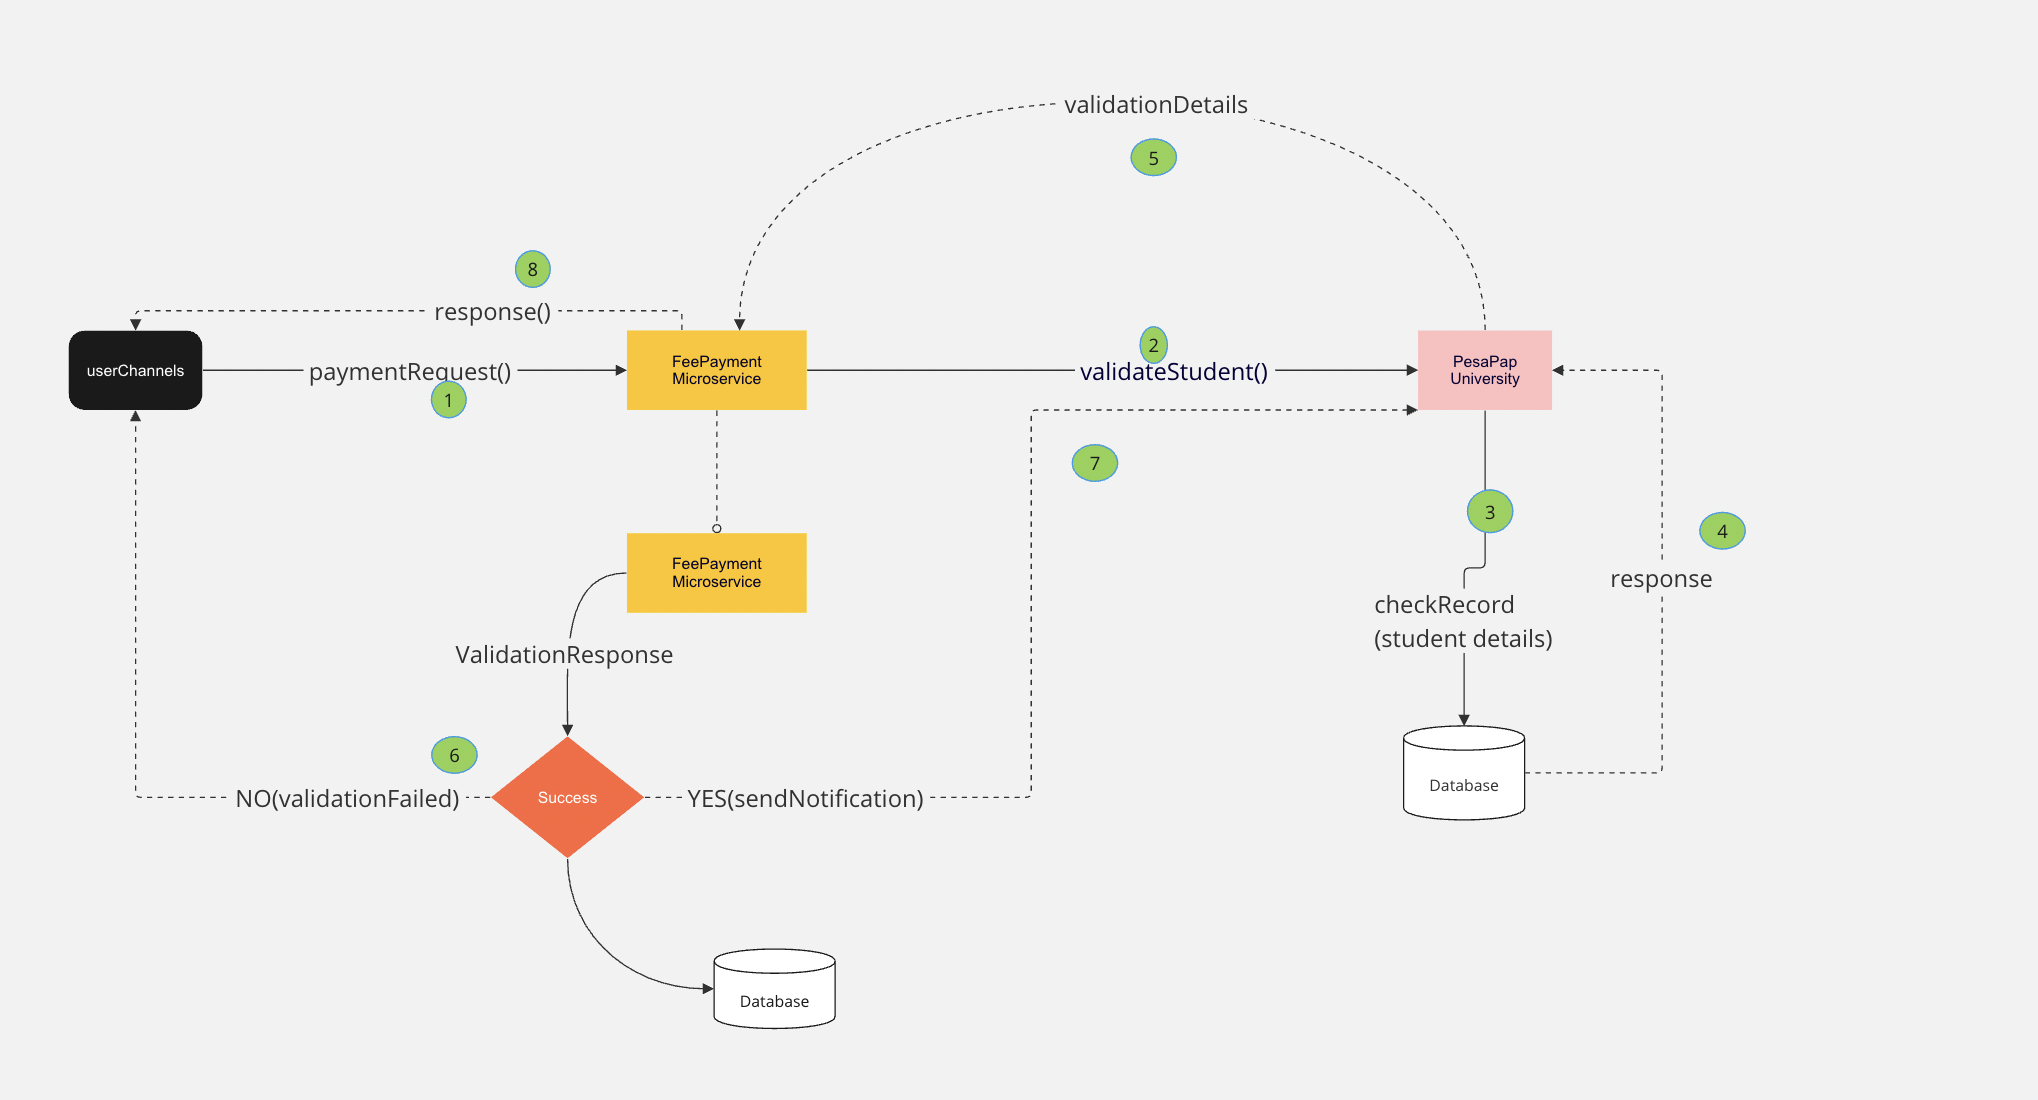 validationDetails
5
8
response()
userChannels
paymentRequest()
1
FeePayment
Microservice
2
validateStudent()
PesaPap
University
7
3
4
response
FeePayment
Microservice
checkRecord
(student details)
ValidationResponse
6
NO(validationFailed)
Success
YES(sendNotification)
Database
Database